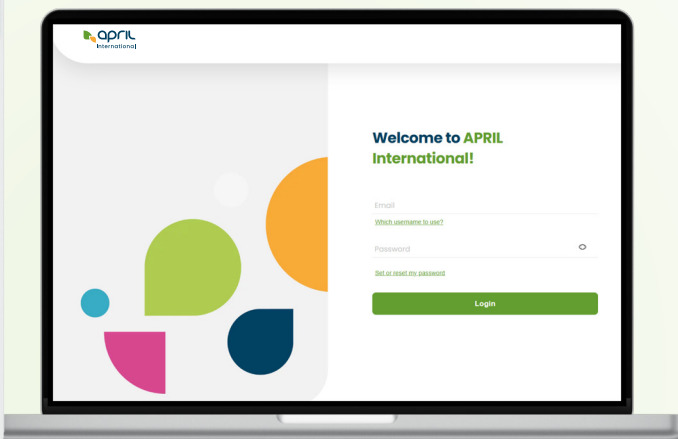 april
International
Welcome to APRIL
International!
Email
Which username to use?
Password
Set or reset my password
Login